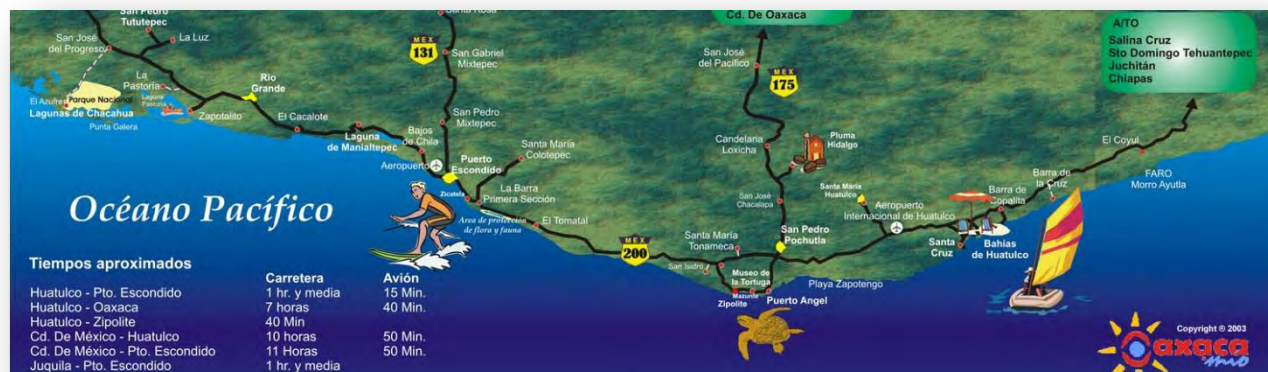 Cd. De Oaxaca
A/TO
Salina Cruz
Sto Domingo Tehuantepec
Juchitán
Chiapas
San Pedro
Tututepec
La Luz
San José
del Progreso
La
Pastoría
Laguna
Pastoría
El Azufre
Parque Nacional
Lagunas de Chacahua
Punta Galera
Zapotalito
Rio
Grande
El Cacalote
Laguna
de Manialtepec
Bajos
de Chila
Aeropuerto
Santa Rosa
MEX
131
San Gabriel
Mixtepec
San Pedro
Mixtepec
Puerto
Escondido
Santa María
Colotepec
Zicatela
La Barra
Primera Sección
Area de protección
de flora y fauna
El Tomatal
MEX
200
San José
del Pacífico
MEX
175
Candelaria
Loxicha
Pluma
Hidalgo
San José
Chacalapa
Santa María
Huatulco
Aeropuerto
Internacional de Huatulco
San Pedro
Pochutla
Santa María
Tonameca
San Isidro
Museo de
la Tortuga
Mazunte
Zipolite
Puerto Angel
Playa Zapotengo
Santa
Cruz
Bahías
de Huatulco
Barra de
Copalita
Barra de
la Cruz
El Coyul
FARO
Morro Ayutla
Océano Pacífico
Tiempos aproximados
Carretera Avión
Huatulco - Pto. Escondido 1 hr. y media 15 Min.
Huatulco - Oaxaca 7 horas 40 Min.
Huatulco - Zipolite 40 Min
Cd. De México - Huatulco 10 horas 50 Min.
Cd. De México - Pto. Escondido 11 Horas 50 Min.
Juquila - Pto. Escondido 1 hr. y media
Copyright ® 2003
Oaxaca
mio